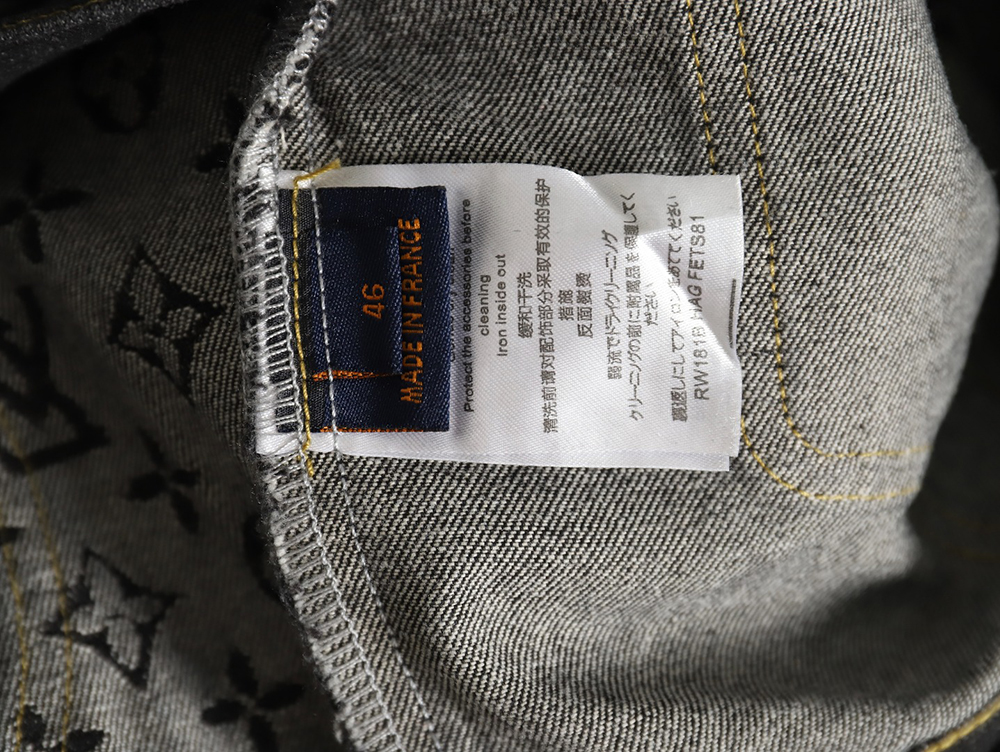 46
MADE IN FRANCE
Protect the accessories before
cleaning
Iron inside out
缓和干洗
清洗前请对配饰部分采取有效的保护
措施
反面熨烫
弱流でドライクリーニング
クリーニングの前に附属品を保護してく
ださい
裏返しにしてアイロンをあててください
RW181B HAG FETS81